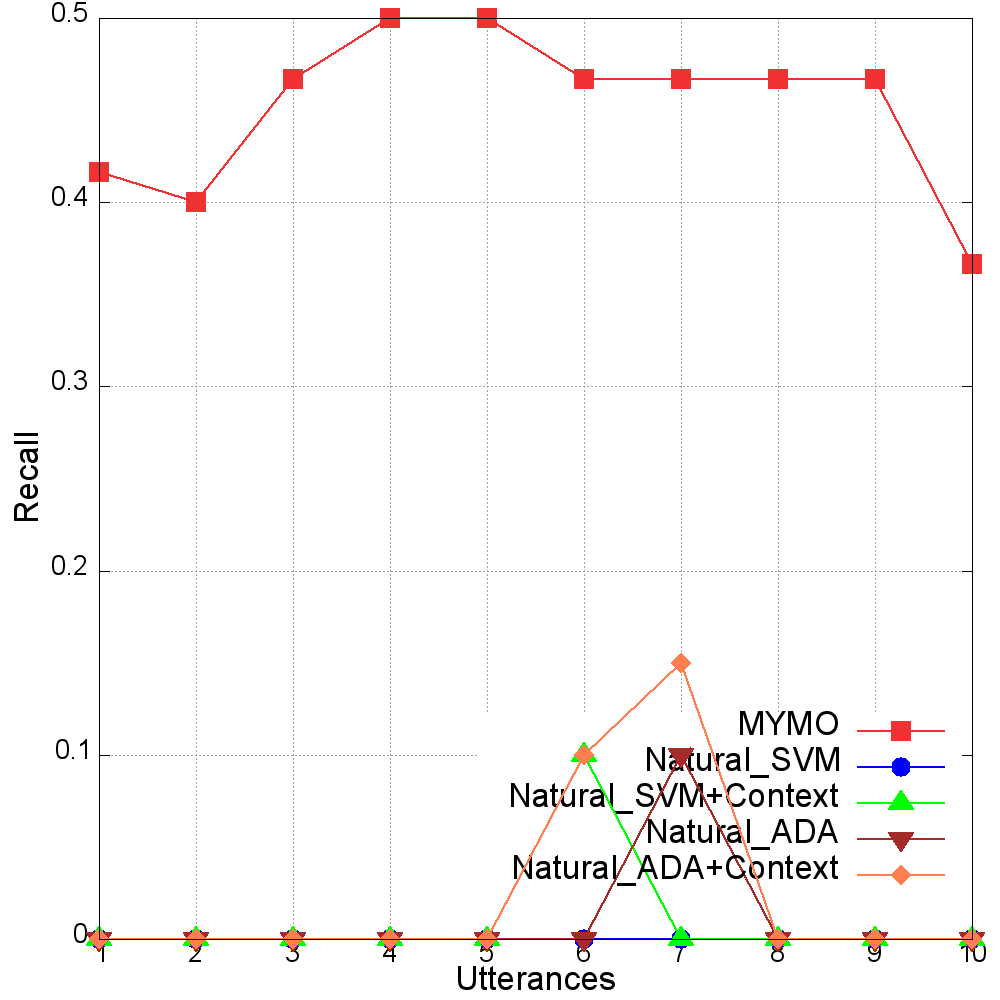 0.5
0.4
0.3
0.2
0.1
0
Recall
MYMO
Natural_SVM
Natural_SVM+Context
Natural_ADA
Natural_ADA+Context
1 2 3 4 5 6 7 8 9 10
Utterances